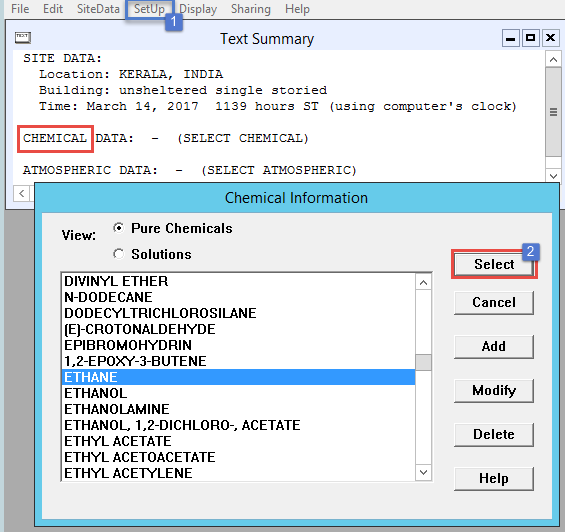 File Edit SiteData SetUp Display Sharing Help
1
TEXT Text Summary
SITE DATA:
Location: KERALA, INDIA
Building: unsheltered single storied
Time: March 14, 2017 1139 hours ST (using computer's clock)
CHEMICAL DATA: - (SELECT CHEMICAL)
ATMOSPHERIC DATA: - (SELECT ATMOSPHERIC)
Chemical Information
View: Pure Chemicals
Solutions
2
Select
Cancel
Add
Modify
Delete
Help
DIVINYL ETHER
N-DODECANE
DODECYLTRICHLOROSILANE
(E)-CROTONALDEHYDE
EPIBROMOHYDRIN
1,2-EPOXY-3-BUTENE
ETHANE
ETHANOL
ETHANOLAMINE
ETHANOL, 1,2-DICHLORO-, ACETATE
ETHYL ACETATE
ETHYL ACETOACETATE
ETHYL ACETYLENE